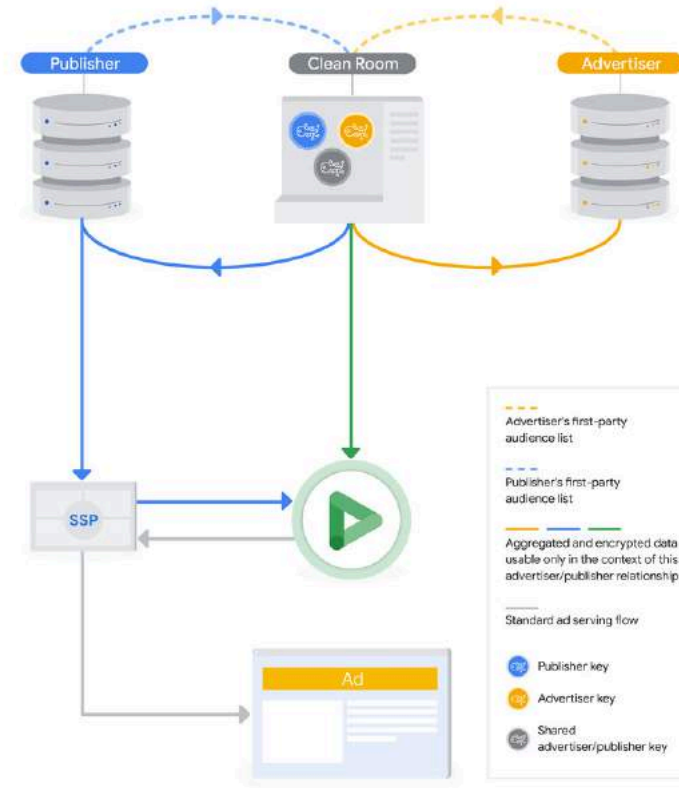 Publisher
Clean Room
Advertiser
SSP
Ad
Advertiser's first-party
audience list
Publisher's first-party
audience list
Aggregated and encrypted data
usable only in the context of this
advertiser/publisher relationship
Standard ad serving flow
Publisher key
Advertiser key
Shared
advertiser/publisher key